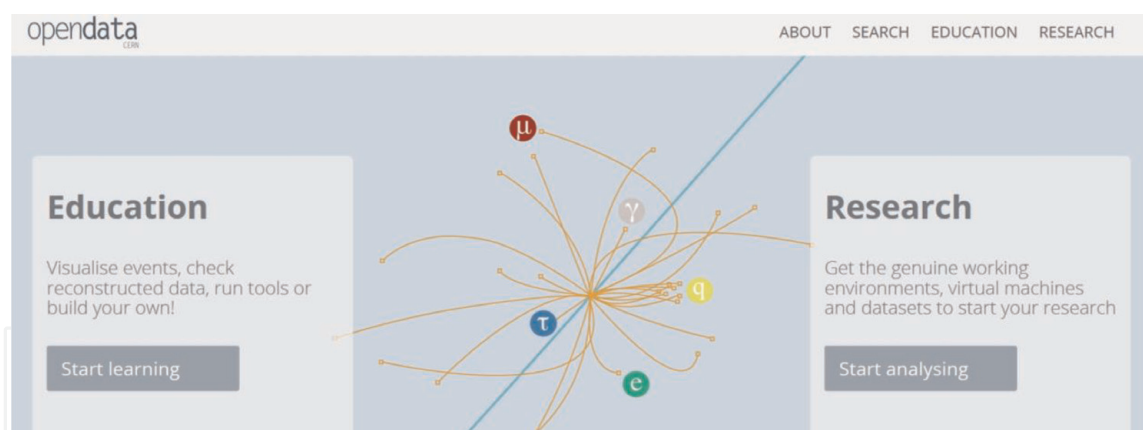 opendata
CERN
ABOUT SEARCH EDUCATION RESEARCH
μ
γ
q
τ
e
Education
Visualise events, check
reconstructed data, run tools or
build your own!
Start learning
Research
Get the genuine working
environments, virtual machines
and datasets to start your research
Start analysing